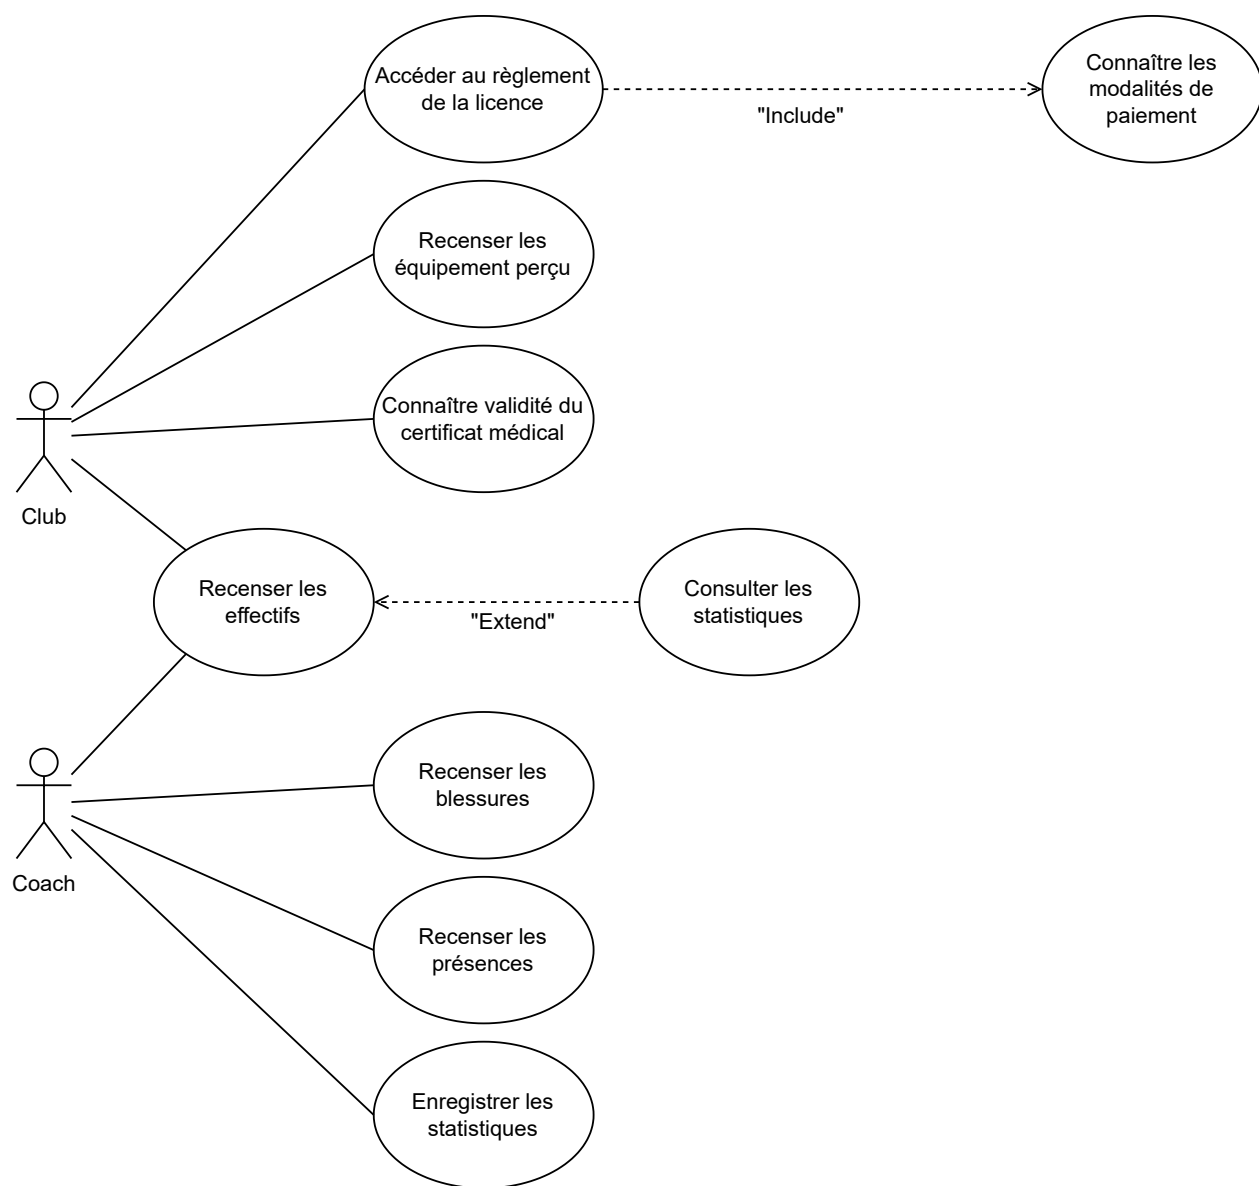 Accéder au règlement
de la licence
"Include"
Connaître les
modalités de
paiement
Recenser les
équipement perçu
Connaître validité du
certificat médical
Club
Recenser les
effectifs
"Extend"
Consulter les
statistiques
Recenser les
blessures
Coach
Recenser les
présences
Enregistrer les
statistiques